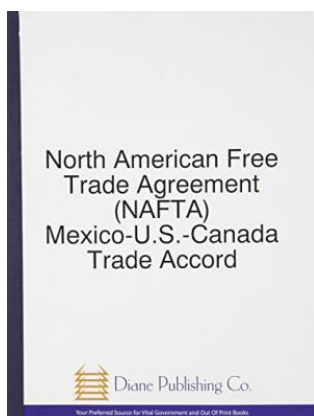 North American Free
Trade Agreement
(NAFTA)
Mexico-U.S.-Canada
Trade Accord
Diane Publishing Co.
Your Preferred Source for Vital Government and Out Of Print Books